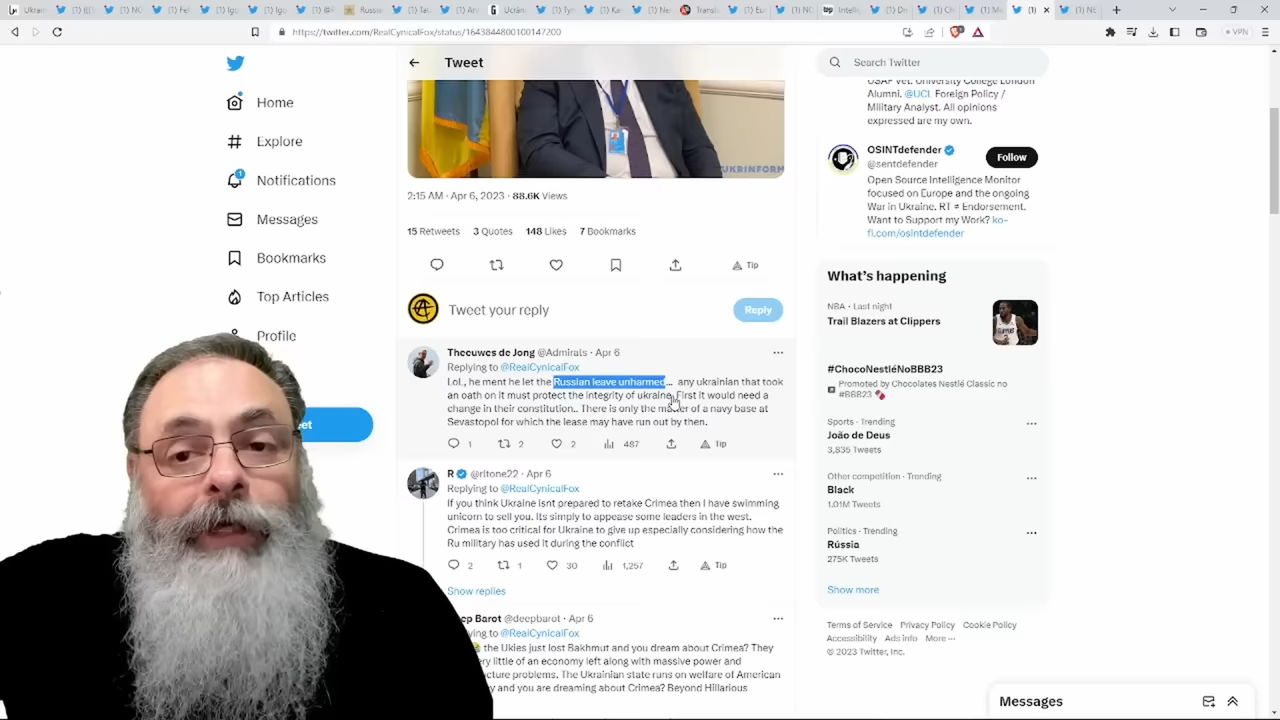 https://twitter.com/RealCynicalFox/status/1643844800100147200
VPN
Home
Explore
1
Notifications
Messages
Bookmarks
Top Articles
Profile
Tweet
UKRINFORM
2:15 AM · Apr 6, 2023 · 88.6K Views
15 Retweets 3 Quotes 148 Likes 7 Bookmarks
Tip
Tweet your reply
Reply
Theeuwes de Jong @Admirals · Apr 6
Replying to @RealCynicalFox
Lol., he ment he let the Russian leave unharmed... any ukrainian that took
an oath on it must protect the integrity of ukraine. First it would need a
change in their constitution.. There is only the of a navy base at
Sevastopol for which the lease may have run out by then.
1 2 2 487 Tip
R @rltone22 · Apr 6
Replying to @RealCynicalFox
If you think Ukraine isnt prepared to retake Crimea then I have swimming
unicorn to sell you. Its simply to appease some leaders in the west.
Crimea is too critical for Ukraine to give up especially considering how the
Ru military has used it during the conflict
2 1 30 1,257 Tip
Show replies
Barot @deepbarot · Apr 6
to @RealCynicalFox
the Ukies just lost Bakhmut and you dream about Crimea? They
little of an economy left along with massive power and
problems. The Ukrainian state runs on welfare of American
and you are dreaming about Crimea? Beyond Hillarious
Search Twitter
USAF Vet, University College London
Alumni. @UCL Foreign Policy /
Military Analyst. All opinions
expressed are my own.
OSINTdefender
@sentdefender
Follow
Open Source Intelligence Monitor
focused on Europe and the ongoing
War in Ukraine. RT ≠ Endorsement.
Want to Support my Work? ko-
fi.com/osintdefender
What's happening
NBA · Last night
Trail Blazers at Clippers
#ChocoNestléNoBBB23
Promoted by Chocolates Nestlé Classic no
#BBB23
Sports · Trending
João de Deus
3,835 Tweets
Other competition · Trending
Black
1.01M Tweets
Politics · Trending
Rússia
275K Tweets
Show more
Terms of Service Privacy Policy Cookie Policy
Accessibility Ads info More ···
© 2023 Twitter, Inc.
Messages